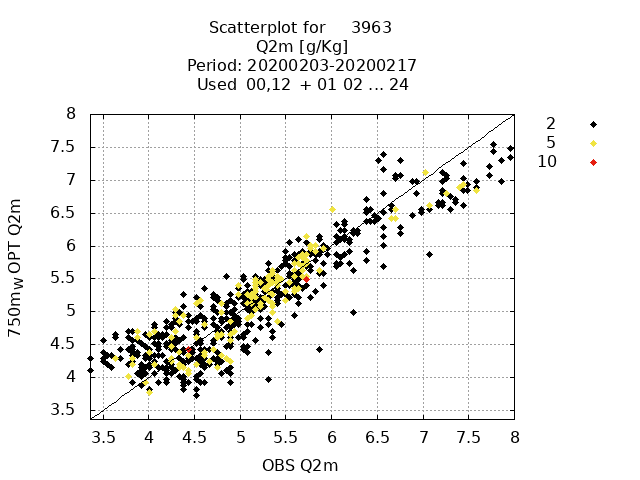 Scatterplot for 3963
Q2m [g/Kg]
Period: 20200203-20200217
Used 00,12 + 01 02 ... 24
2
5
10
8
7.5
7
6.5
6
5.5
5
4.5
4
3.5
750mW OPT Q2m
3.5 4 4.5 5 5.5 6 6.5 7 7.5 8
OBS Q2m